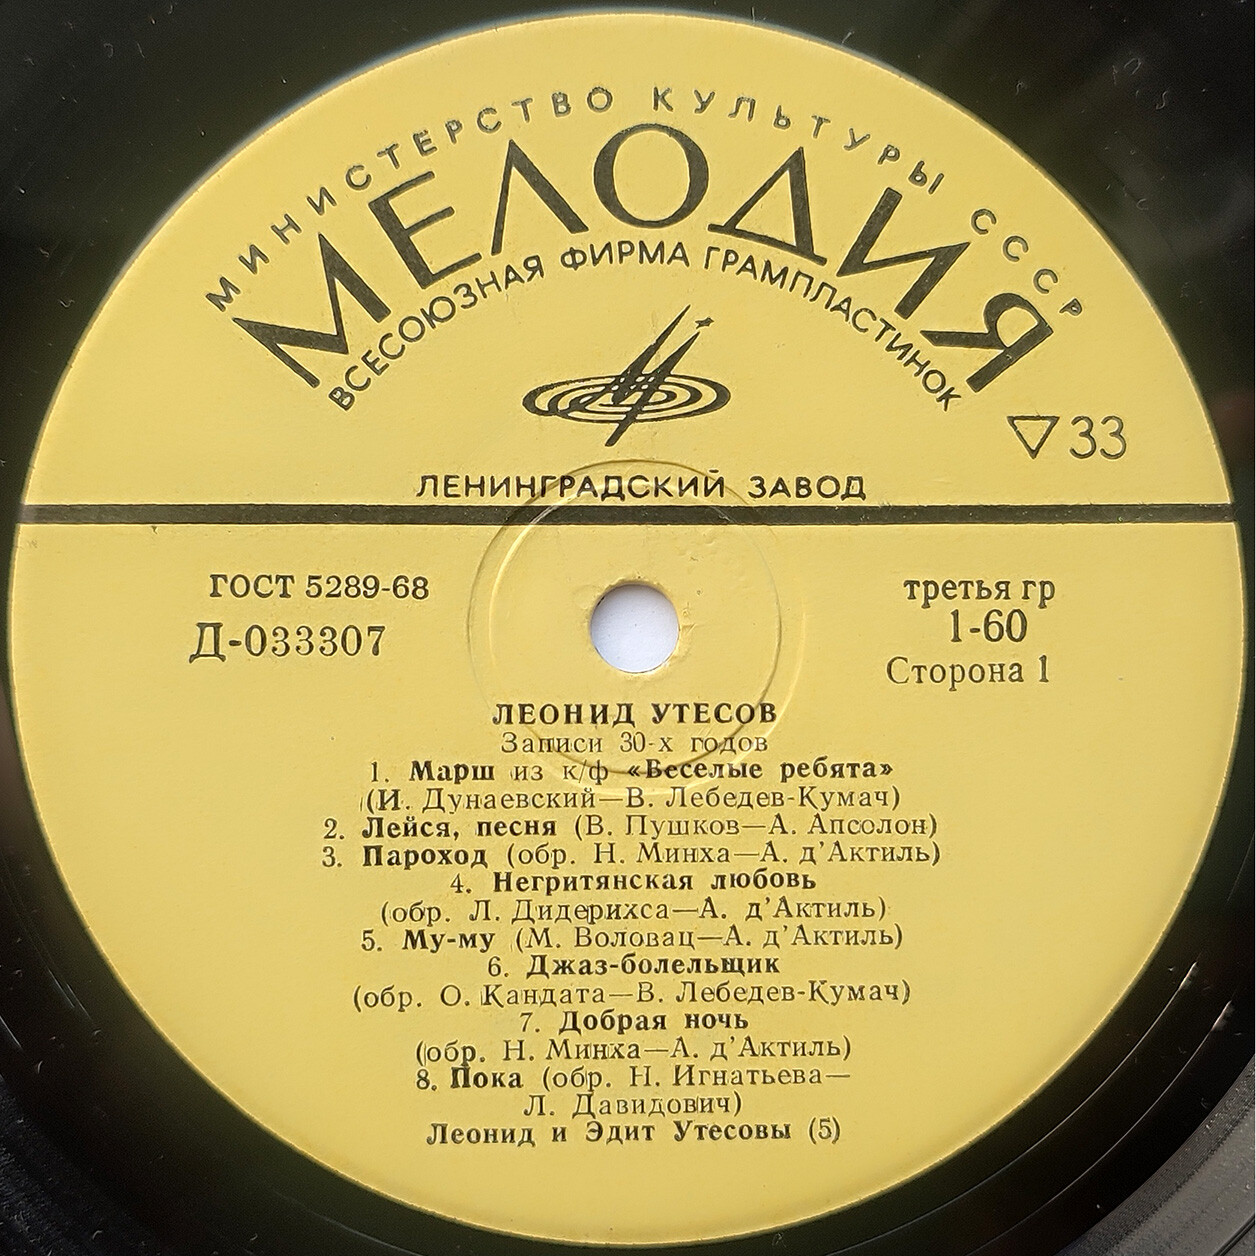 МИНИСТЕРСТВО КУЛЬТУРЫ СССР
МЕЛОДИЯ
ВСЕСОЮЗНАЯ ФИРМА ГРАМПЛАСТИНОК
33
ЛЕНИНГРАДСКИЙ ЗАВОД
ГОСТ 5289-68
Д-033307
третья гр
1-60
Сторона 1
ЛЕОНИД УТЕСОВ
Записи 30-х годов
1. Марш из к/ф «Веселые ребята»
(И. Дунаевский—В. Лебедев-Кумач)
2. Лейся, песня (В. Пушков—А. Апсолон)
3. Пароход (обр. Н. Минха—А. д'Актиль)
4. Негритянская любовь
(обр. Л. Дидерихса—А. д'Актиль)
5. Му-му (М. Воловац—А. д'Актиль)
6. Джаз-болельщик
(обр. О. Кандата—В. Лебедев-Кумач)
7. Добрая ночь
(обр. Н. Минха—А. д'Актиль)
8. Пока (обр. Н. Игнатьева—
Л. Давидович)
Леонид и Эдит Утесовы (5)